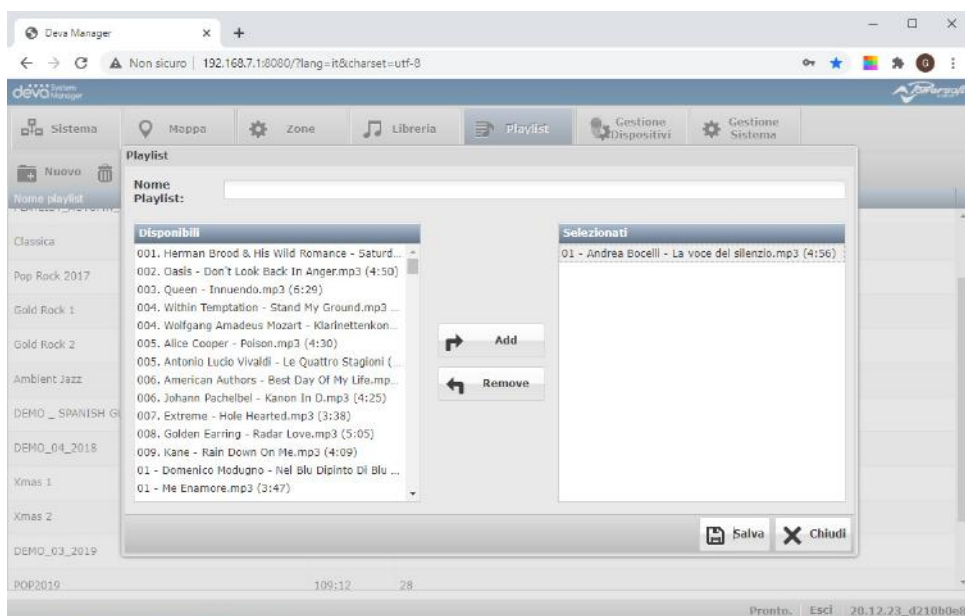 Deva Manager
Non sicuro | 192.168.7.1:8080/?lang=it&charset=utf-8
deva System Manager
Powersoft
Sistema Mappa Zone Libreria Playlist Gestione Dispositivi Gestione Sistema
Nuovo
Nome playlist
Classica
Pop Rock 2017
Gold Rock 1
Gold Rock 2
Ambient Jazz
DEMO _ SPANISH GU
DEMO_04_2018
Xmas 1
Xmas 2
DEMO_03_2019
POP2019 109:12 28
Playlist
Nome Playlist:
Disponibili
001. Herman Brood & His Wild Romance - Saturd...
002. Oasis - Don't Look Back In Anger.mp3 (4:50)
003. Queen - Innuendo.mp3 (6:29)
004. Within Temptation - Stand My Ground.mp3 ...
004. Wolfgang Amadeus Mozart - Klarinettenkon...
005. Alice Cooper - Poison.mp3 (4:30)
005. Antonio Lucio Vivaldi - Le Quattro Stagioni (...
006. American Authors - Best Day Of My Life.mp...
006. Johann Pachelbel - Kanon In D.mp3 (4:25)
007. Extreme - Hole Hearted.mp3 (3:38)
008. Golden Earring - Radar Love.mp3 (5:05)
009. Kane - Rain Down On Me.mp3 (4:09)
01 - Domenico Modugno - Nel Blu Dipinto Di Blu ...
01 - Me Enamore.mp3 (3:47)
Add
Remove
Selezionati
01 - Andrea Bocelli - La voce del silenzio.mp3 (4:56)
Salva Chiudi
Pronto. Esci 20.12.23_d210b0e8